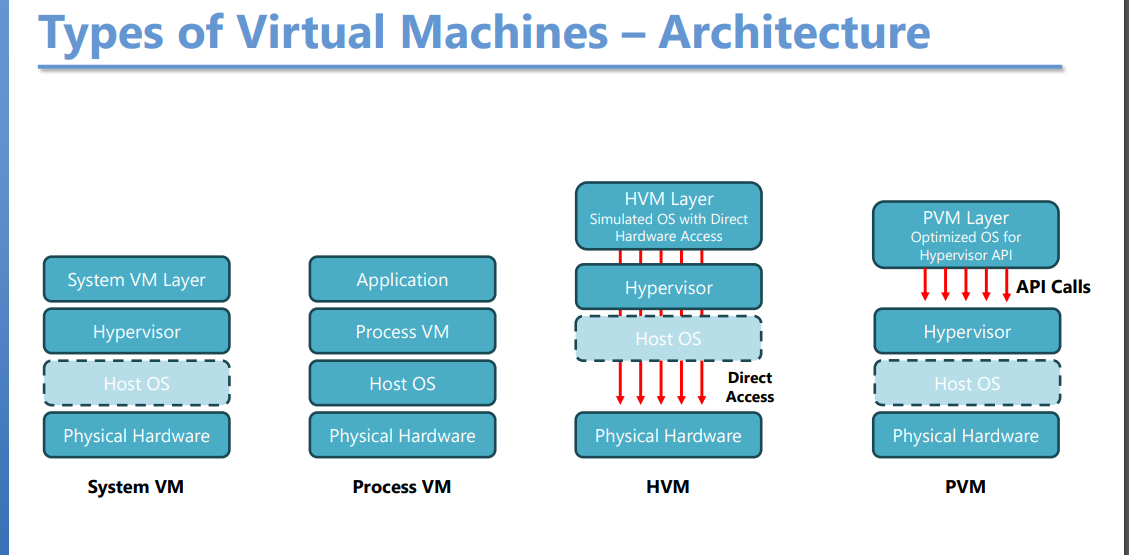 Types of Virtual Machines – Architecture
System VM Layer
Hypervisor
Host OS
Physical Hardware
System VM
Application
Process VM
Host OS
Physical Hardware
Process VM
HVM Layer
Simulated OS with Direct
Hardware Access
Hypervisor
Host OS
Direct
Access
Physical Hardware
HVM
PVM Layer
Optimized OS for
Hypervisor API
API Calls
Hypervisor
Host OS
Physical Hardware
PVM